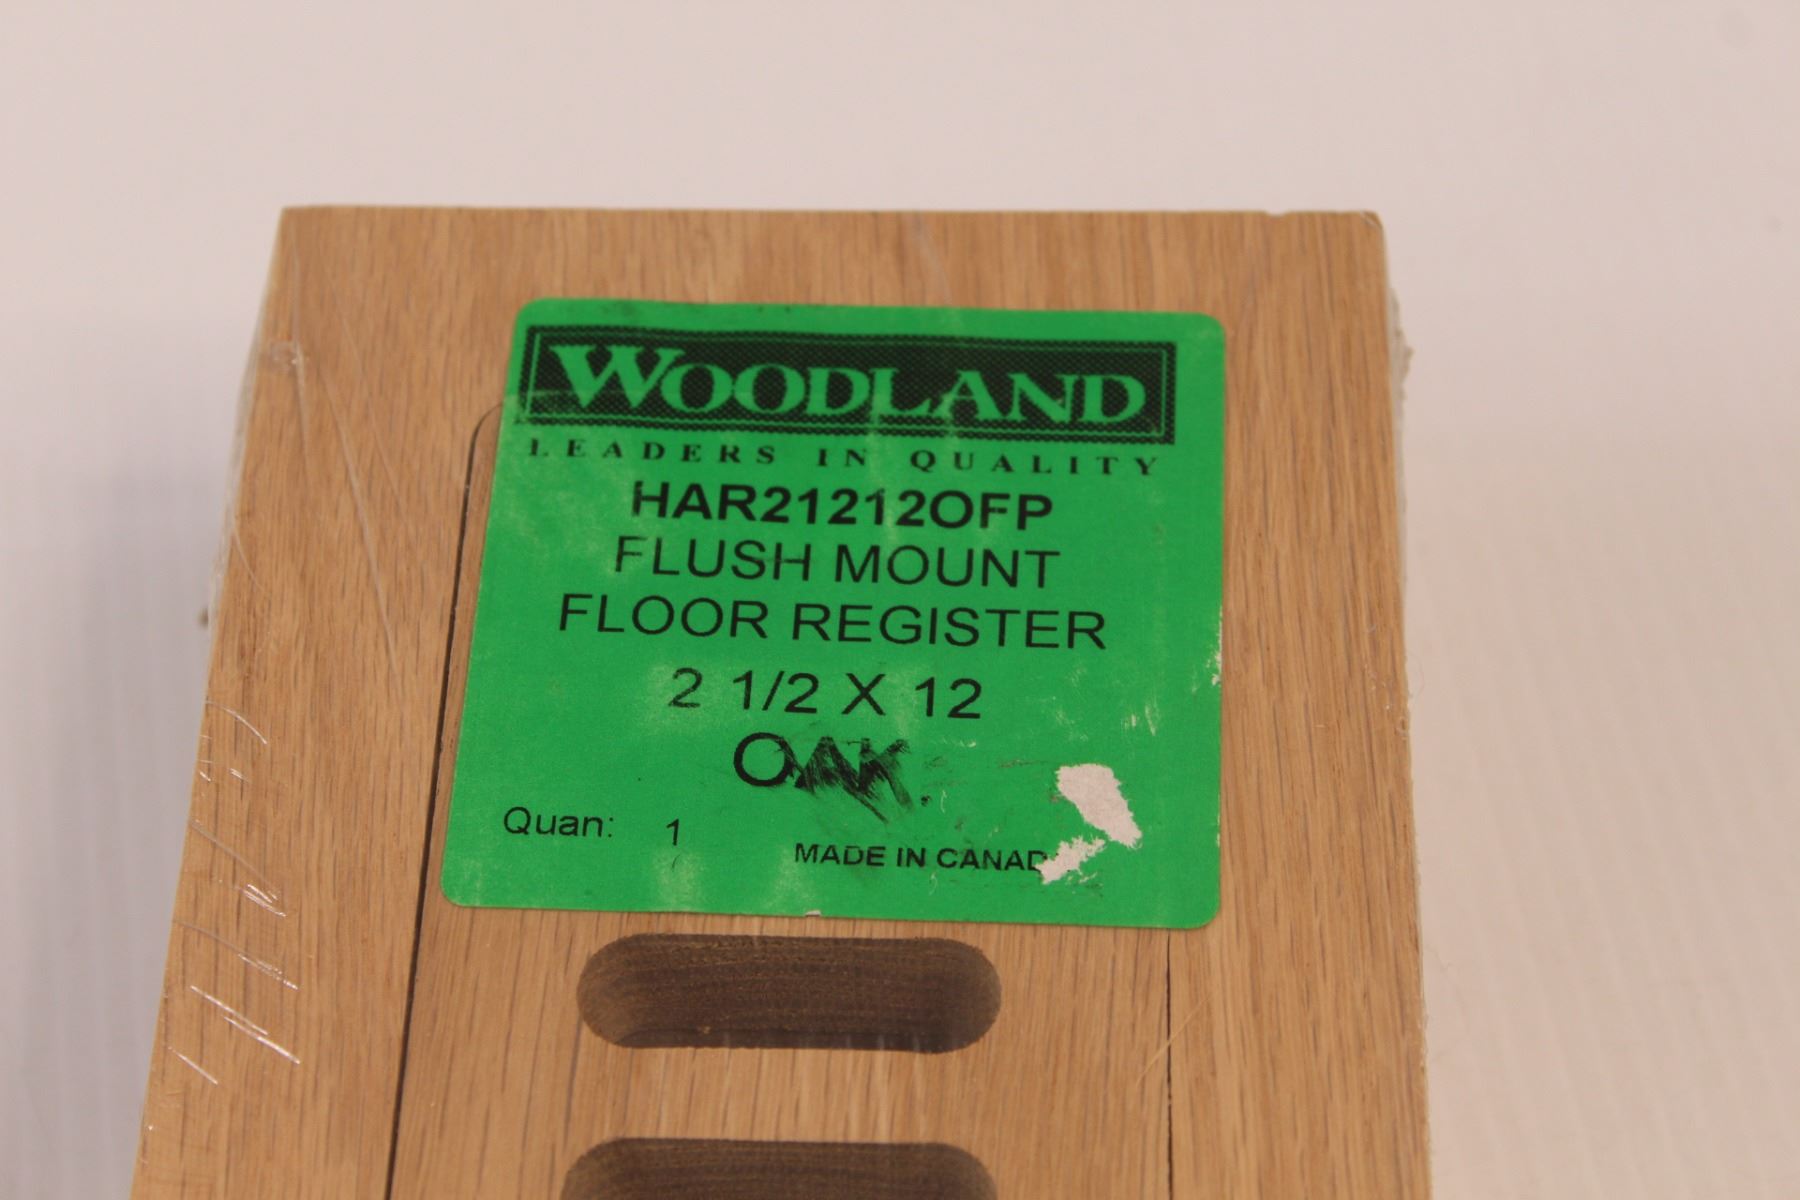 WOODLAND
LEADERS IN QUALITY
HAR21212OFP
FLUSH MOUNT
FLOOR REGISTER
2 1/2 X 12
OAK
Quan: 1
MADE IN CANAD